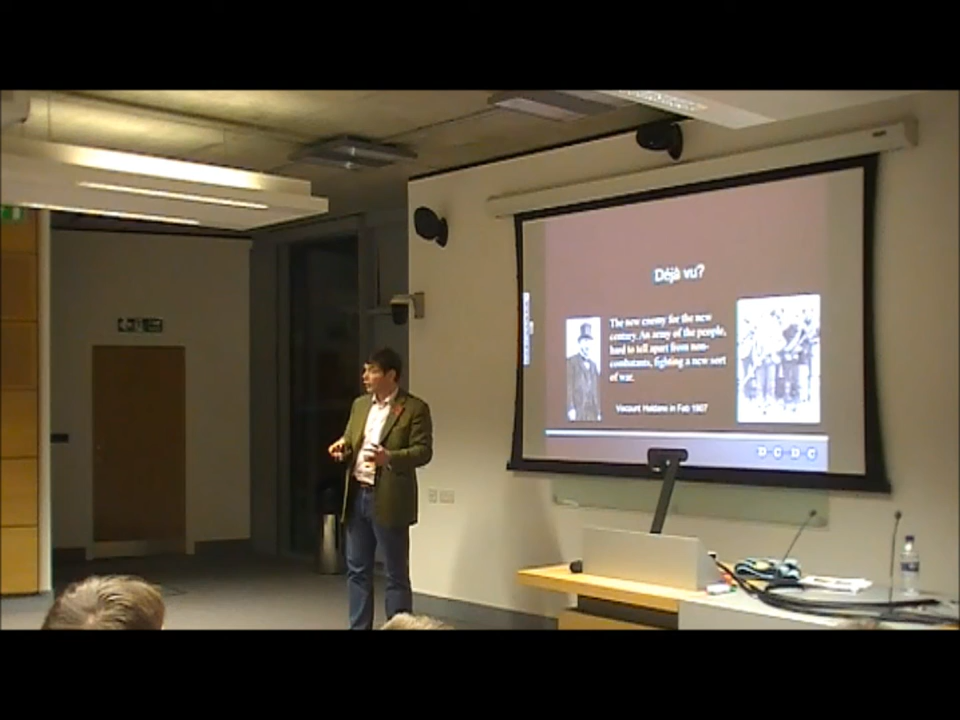 Déjà vu?
The new enemy for the new
century. An army of the people,
hard to tell apart from non-
combatants, fighting a new sort
of war.
Viscount Haldane in Feb 1907
D C D C